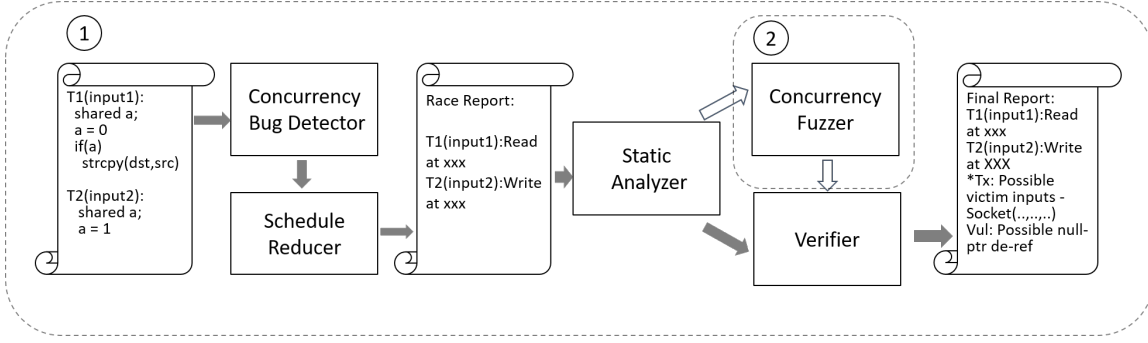 1
T1(input1):
shared a;
a = 0
if(a)
strcpy(dst,src)
T2(input2):
shared a;
a = 1
Concurrency
Bug Detector
Schedule
Reducer
Race Report:
T1(input1):Read
at xxx
T2(input2):Write
at xxx
Static
Analyzer
2
Concurrency
Fuzzer
Verifier
Final Report:
T1(input1):Read
at xxx
T2(input2):Write
at XXX
*Tx: Possible
victim inputs -
Socket(..,..,..)
Vul: Possible null-
ptr de-ref